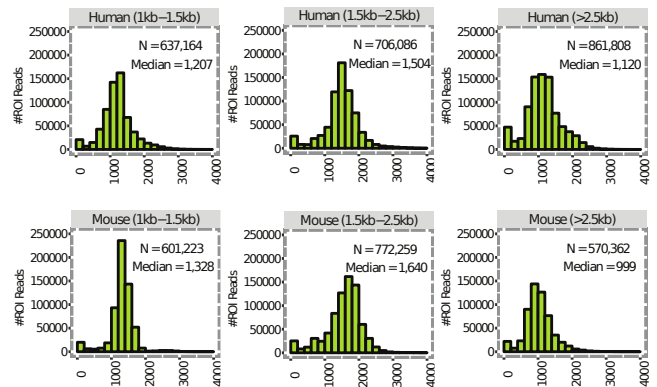 Human (1kb–1.5kb)
Human (1.5kb–2.5kb)
Human (>2.5kb)
#ROI Reads
250000
200000
150000
100000
50000
0
N = 637,164
Median = 1,207
0
1000
2000
3000
4000
#ROI Reads
250000
200000
150000
100000
50000
0
N = 706,086
Median = 1,504
0
1000
2000
3000
4000
#ROI Reads
250000
200000
150000
100000
50000
0
N = 861,808
Median = 1,120
0
1000
2000
3000
4000
Mouse (1kb–1.5kb)
Mouse (1.5kb–2.5kb)
Mouse (>2.5kb)
#ROI Reads
250000
200000
150000
100000
50000
0
N = 601,223
Median = 1,328
0
1000
2000
3000
4000
#ROI Reads
250000
200000
150000
100000
50000
0
N = 772,259
Median = 1,640
0
1000
2000
3000
4000
#ROI Reads
250000
200000
150000
100000
50000
0
N = 570,362
Median = 999
0
1000
2000
3000
4000